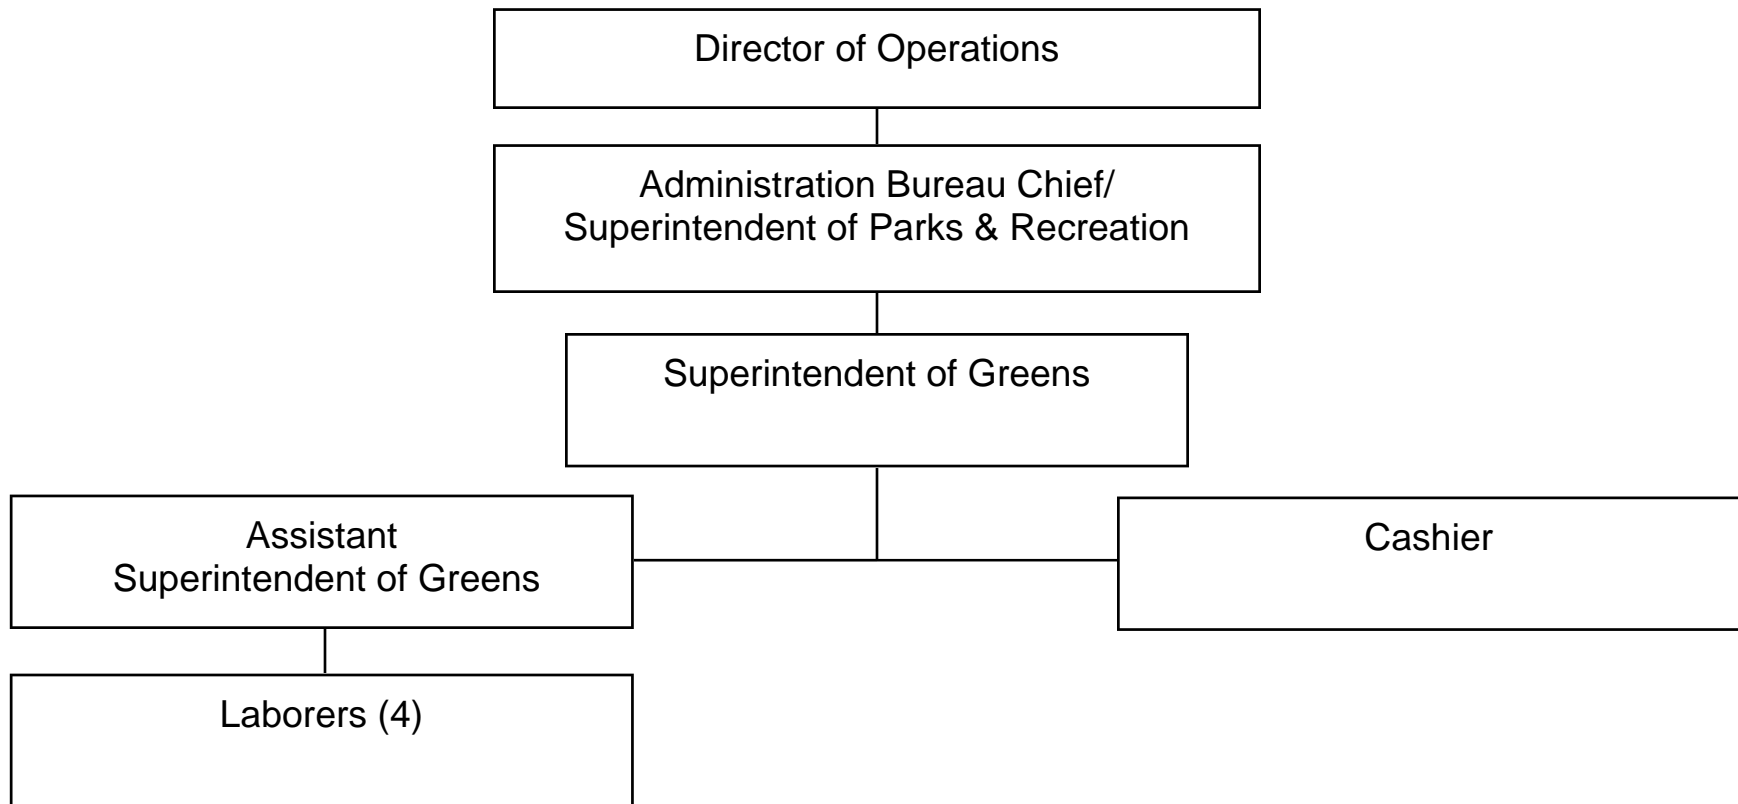 Director of Operations
Administration Bureau Chief/
Superintendent of Parks & Recreation
Superintendent of Greens
Assistant
Superintendent of Greens
Cashier
Laborers (4)